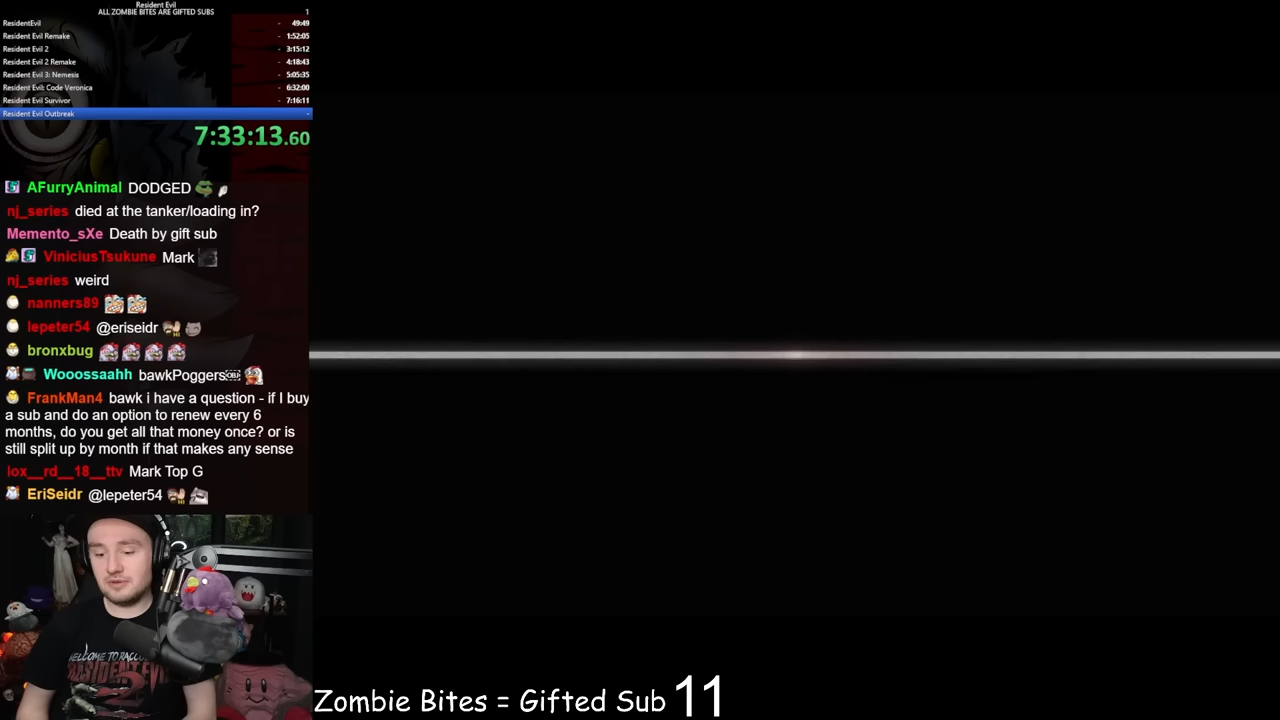 Resident Evil
ALL ZOMBIE BITES ARE GIFTED SUBS 1
ResidentEvil - 49:49
Resident Evil Remake - 1:52:05
Resident Evil 2 - 3:15:12
Resident Evil 2 Remake - 4:18:43
Resident Evil 3: Nemesis - 5:05:35
Resident Evil: Code Veronica - 6:32:00
Resident Evil Survivor - 7:16:11
Resident Evil Outbreak -
7:33:13.60
AFurryAnimal DODGED
nj_series died at the tanker/loading in?
Memento_sXe Death by gift sub
ViniciusTsukune Mark
nj_series weird
nanners89
lepeter54 @eriseidr
bronxbug
Wooossaahh bawkPoggers
FrankMan4 bawk i have a question - if I buy
a sub and do an option to renew every 6
months, do you get all that money once? or is
still split up by month if that makes any sense
lox__rd__18__ttv Mark Top G
EriSeidr @lepeter54
WELCOME TO RACC
RESIDENT EVIL
2
Zombie Bites = Gifted Sub 11